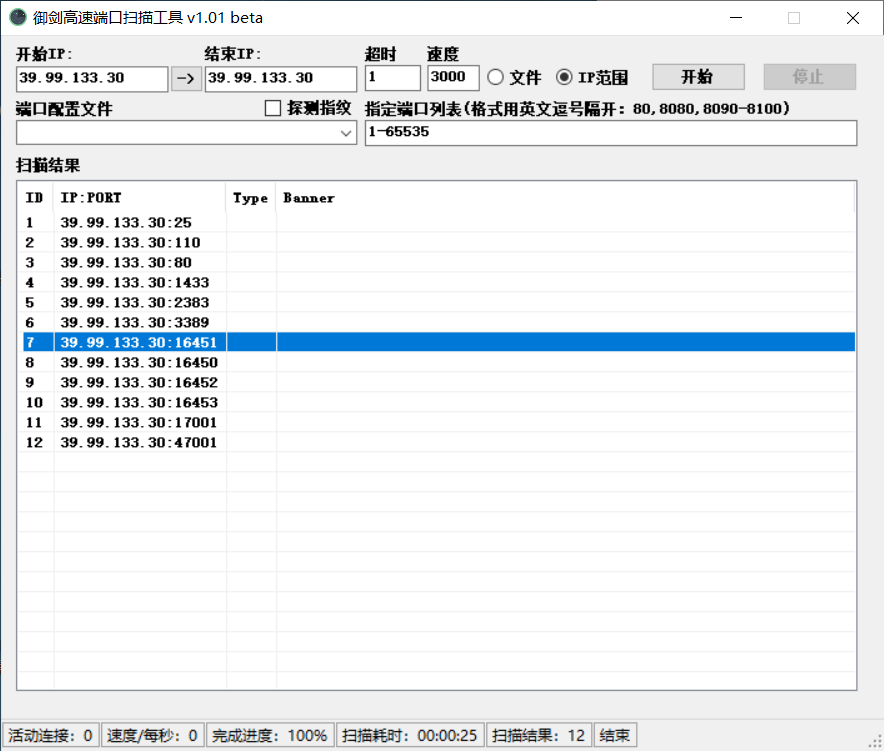 御剑高速端口扫描工具 v1.01 beta
开始IP: 结束IP: 超时 速度
39.99.133.30 -> 39.99.133.30 1 3000 文件 IP范围 开始 停止
端口配置文件 探测指纹 指定端口列表(格式用英文逗号隔开: 80,8080,8090-8100)
1-65535
扫描结果
ID IP:PORT Type Banner
1 39.99.133.30:25
2 39.99.133.30:110
3 39.99.133.30:80
4 39.99.133.30:1433
5 39.99.133.30:2383
6 39.99.133.30:3389
7 39.99.133.30:16451
8 39.99.133.30:16450
9 39.99.133.30:16452
10 39.99.133.30:16453
11 39.99.133.30:17001
12 39.99.133.30:47001
活动连接: 0 速度/每秒: 0 完成进度: 100% 扫描耗时: 00:00:25 扫描结果: 12 结束